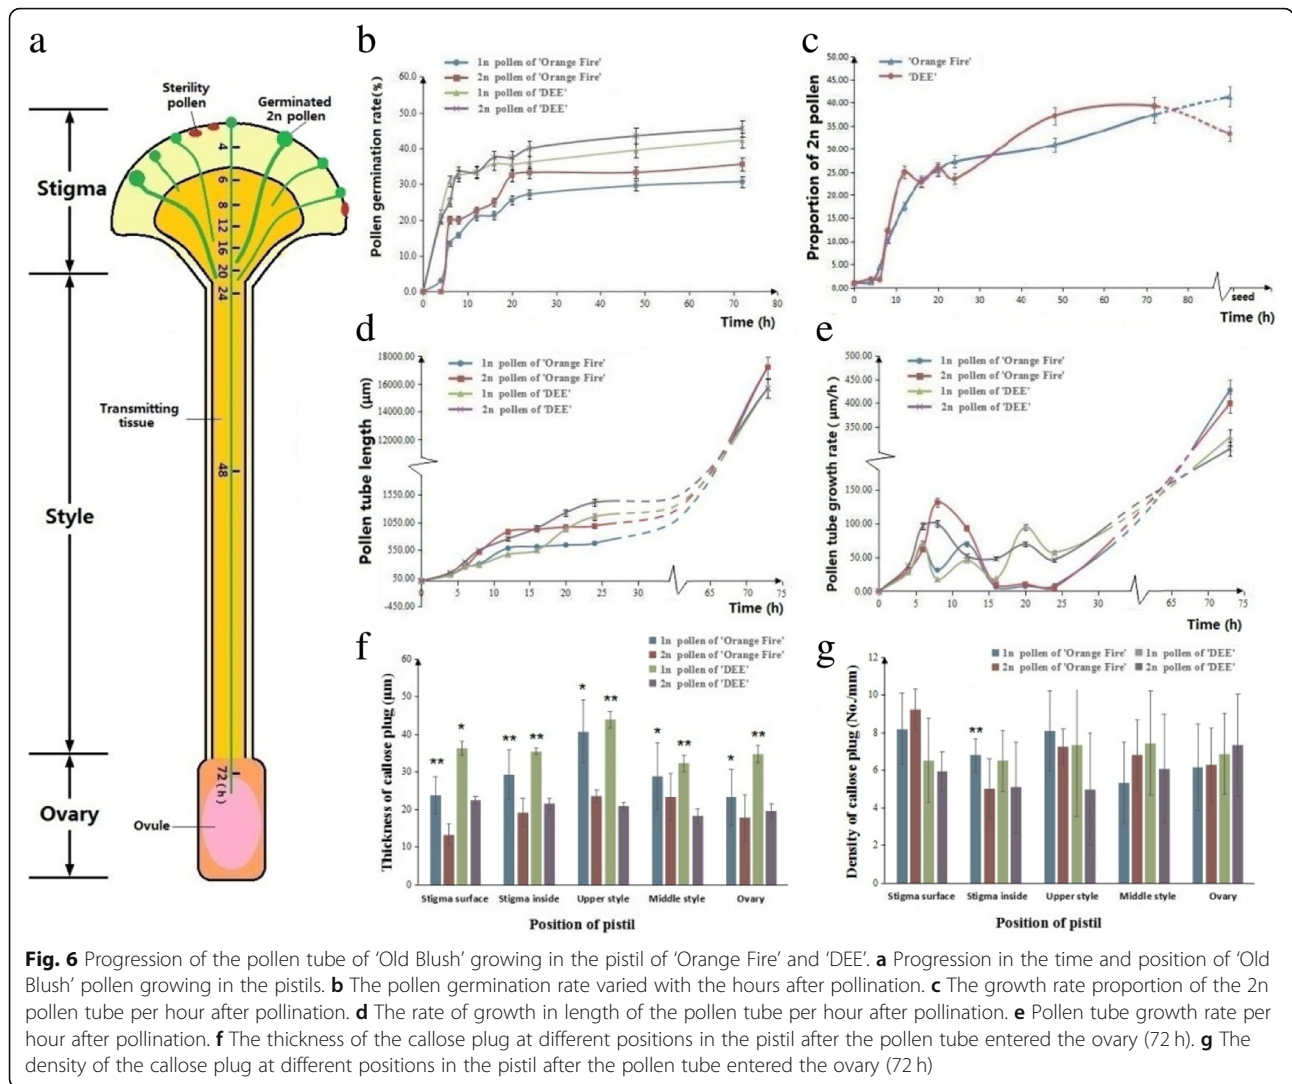 a
Sterility
pollen
Germinated
2n pollen
4
6
8
12
16
20
24
48
72 (h)
Stigma
Style
Ovary
Transmitting
tissue
Ovule
b
1n pollen of 'Orange Fire'
2n pollen of 'Orange Fire'
1n pollen of 'DEE'
2n pollen of 'DEE'
Pollen germination rate(%)
60.0
50.0
40.0
30.0
20.0
10.0
0.0
0 10 20 30 40 50 60 70 80
Time (h)
c
'Orange Fire'
'DEE'
Proportion of 2n pollen
50.00
45.00
40.00
35.00
30.00
25.00
20.00
15.00
10.00
5.00
0.00
0 10 20 30 40 50 60 70 80 seed
Time (h)
d
1n pollen of 'Orange Fire'
2n pollen of 'Orange Fire'
1n pollen of 'DEE'
2n pollen of 'DEE'
Pollen tube length (μm)
18000.00
16000.00
14000.00
12000.00
1550.00
1050.00
550.00
50.00
-450.00
0 5 10 15 20 25 30 65 70 75
Time (h)
e
1n pollen of 'Orange Fire'
2n pollen of 'Orange Fire'
1n pollen of 'DEE'
2n pollen of 'DEE'
Pollen tube growth rate (μm/h)
500.00
450.00
400.00
350.00
150.00
100.00
50.00
0.00
0 5 10 15 20 25 30 65 70 75
Time (h)
f
1n pollen of 'Orange Fire'
2n pollen of 'Orange Fire'
1n pollen of 'DEE'
2n pollen of 'DEE'
Thickness of callose plug (μm)
60
50
40
30
20
10
0
** * ** ** * ** * ** * **
Stigma surface Stigma inside Upper style Middle style Ovary
Position of pistil
g
1n pollen of 'Orange Fire' 1n pollen of 'DEE'
2n pollen of 'Orange Fire' 2n pollen of 'DEE'
Density of callose plug (No./mm)
12
10
8
6
4
2
0
**
Stigma surface Stigma inside Upper style Middle style Ovary
Position of pistil
Fig. 6 Progression of the pollen tube of ‘Old Blush’ growing in the pistil of ‘Orange Fire’ and ‘DEE’. a Progression in the time and position of ‘Old
Blush’ pollen growing in the pistils. b The pollen germination rate varied with the hours after pollination. c The growth rate proportion of the 2n
pollen tube per hour after pollination. d The rate of growth in length of the pollen tube per hour after pollination. e Pollen tube growth rate per
hour after pollination. f The thickness of the callose plug at different positions in the pistil after the pollen tube entered the ovary (72 h). g The
density of the callose plug at different positions in the pistil after the pollen tube entered the ovary (72 h)